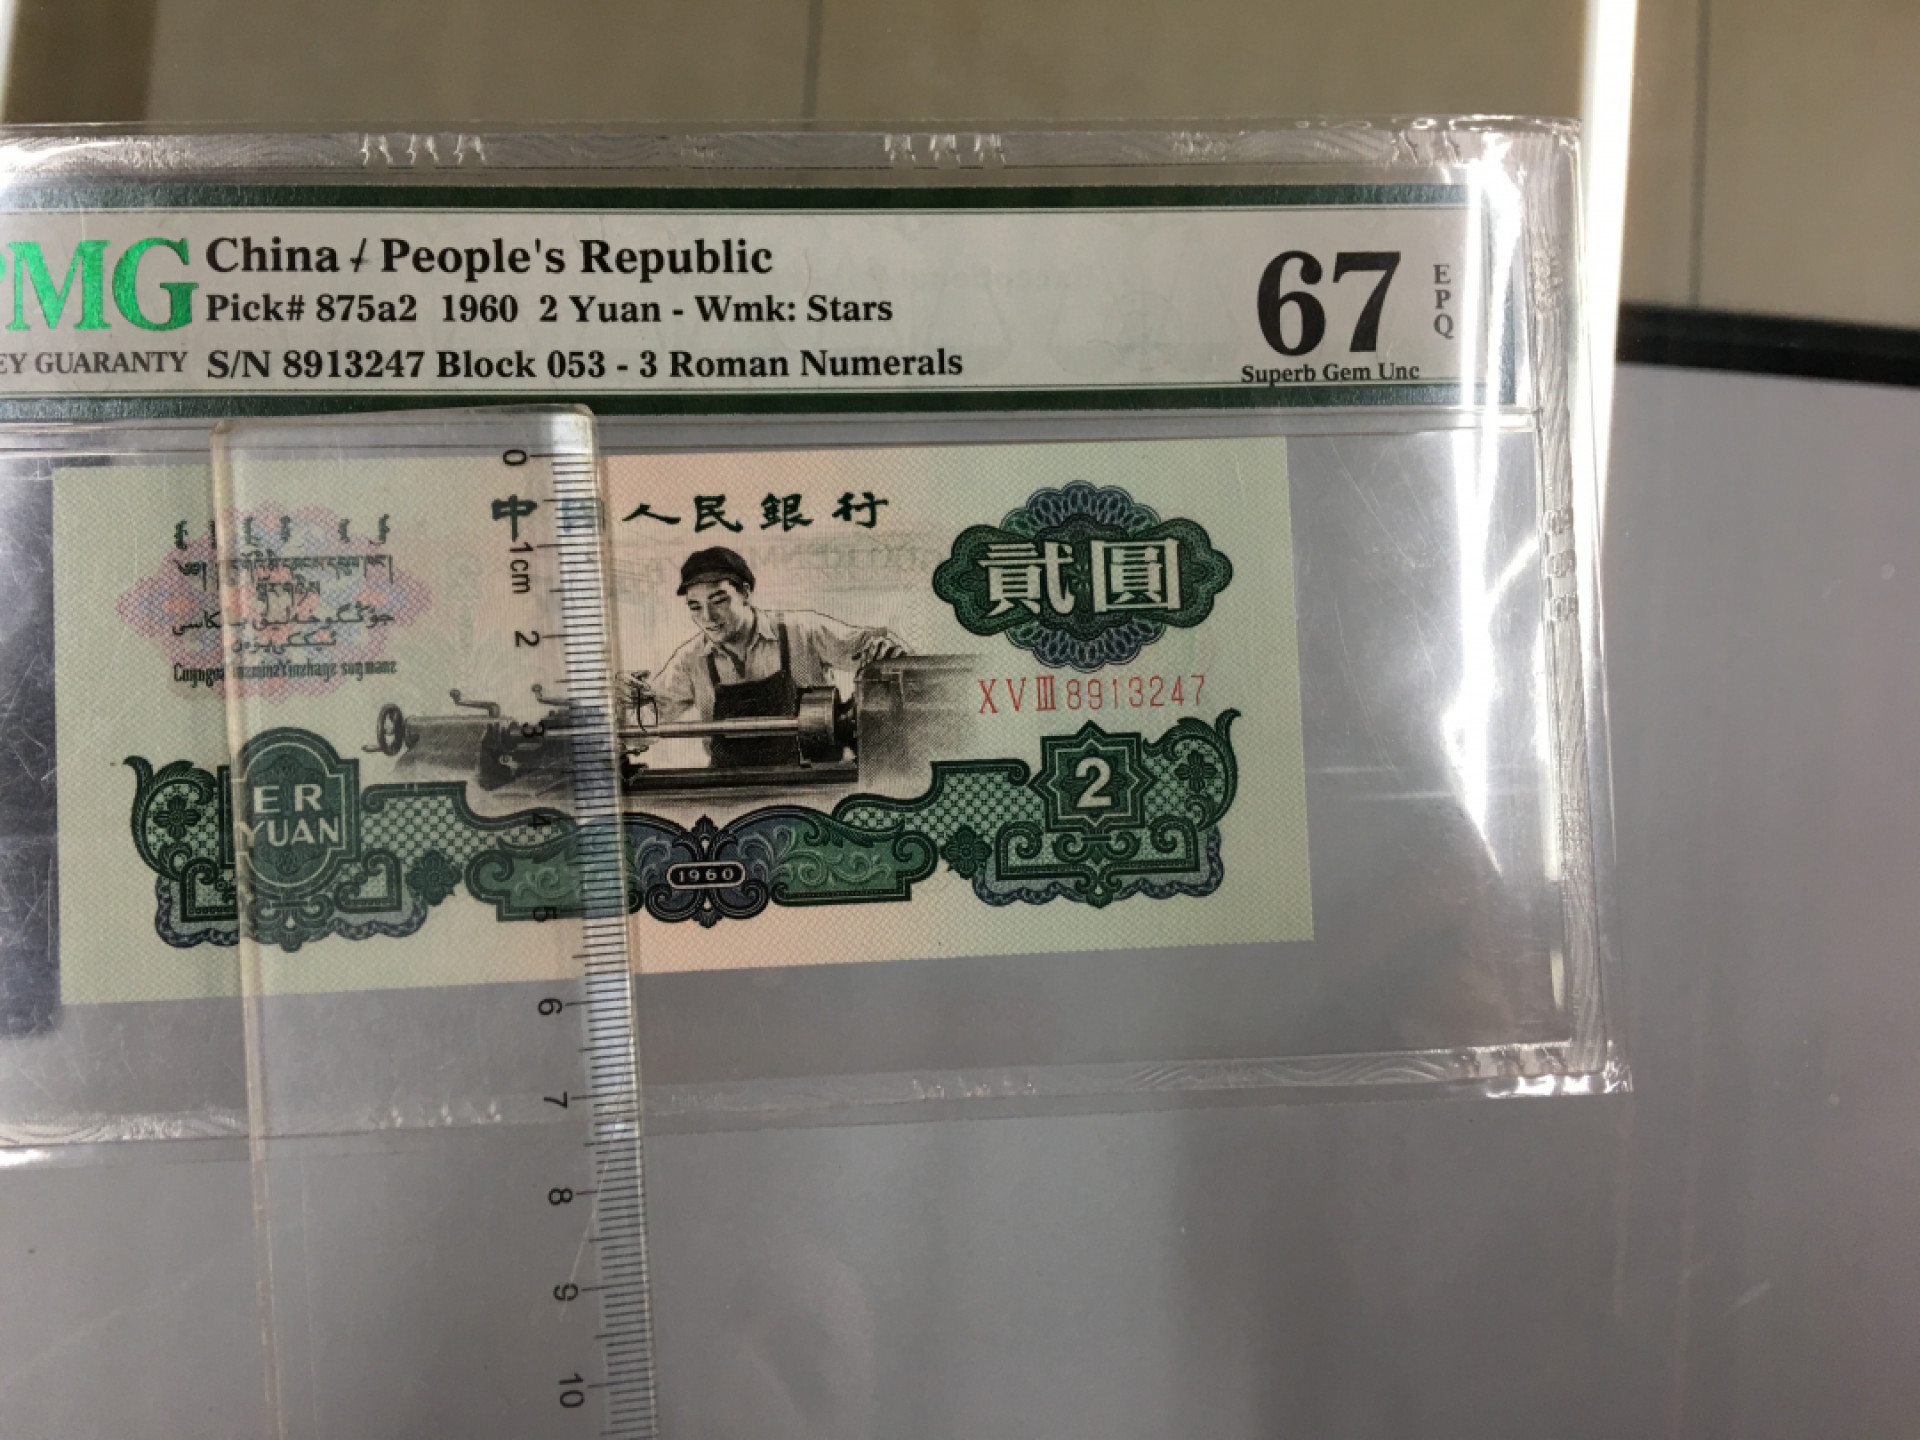 PMG
China / People's Republic
Pick# 875a2 1960 2 Yuan - Wmk: Stars
EY GUARANTY
S/N 8913247 Block 053 - 3 Roman Numerals
67
EPQ
Superb Gem Unc
中 人民銀行
貳圓
XVIII8913247
ER
YUAN
2
1960
0
1cm
2
3
4
5
6
7
8
9
10